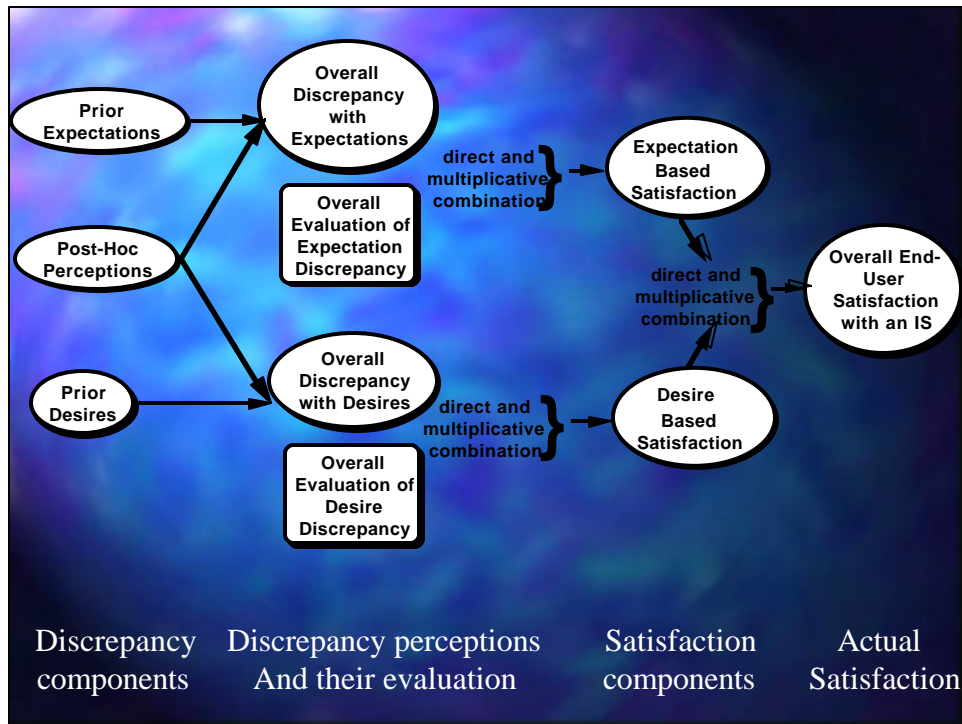 Prior
Expectations
Post-Hoc
Perceptions
Prior
Desires
Overall
Discrepancy
with
Expectations
Overall
Evaluation of
Expectation
Discrepancy
Overall
Discrepancy
with Desires
Overall
Evaluation of
Desire
Discrepancy
direct and
multiplicative
combination
direct and
multiplicative
combination
Expectation
Based
Satisfaction
direct and
multiplicative
combination
Desire
Based
Satisfaction
Overall End-
User
Satisfaction
with an IS
Discrepancy
components
Discrepancy perceptions
And their evaluation
Satisfaction
components
Actual
Satisfaction